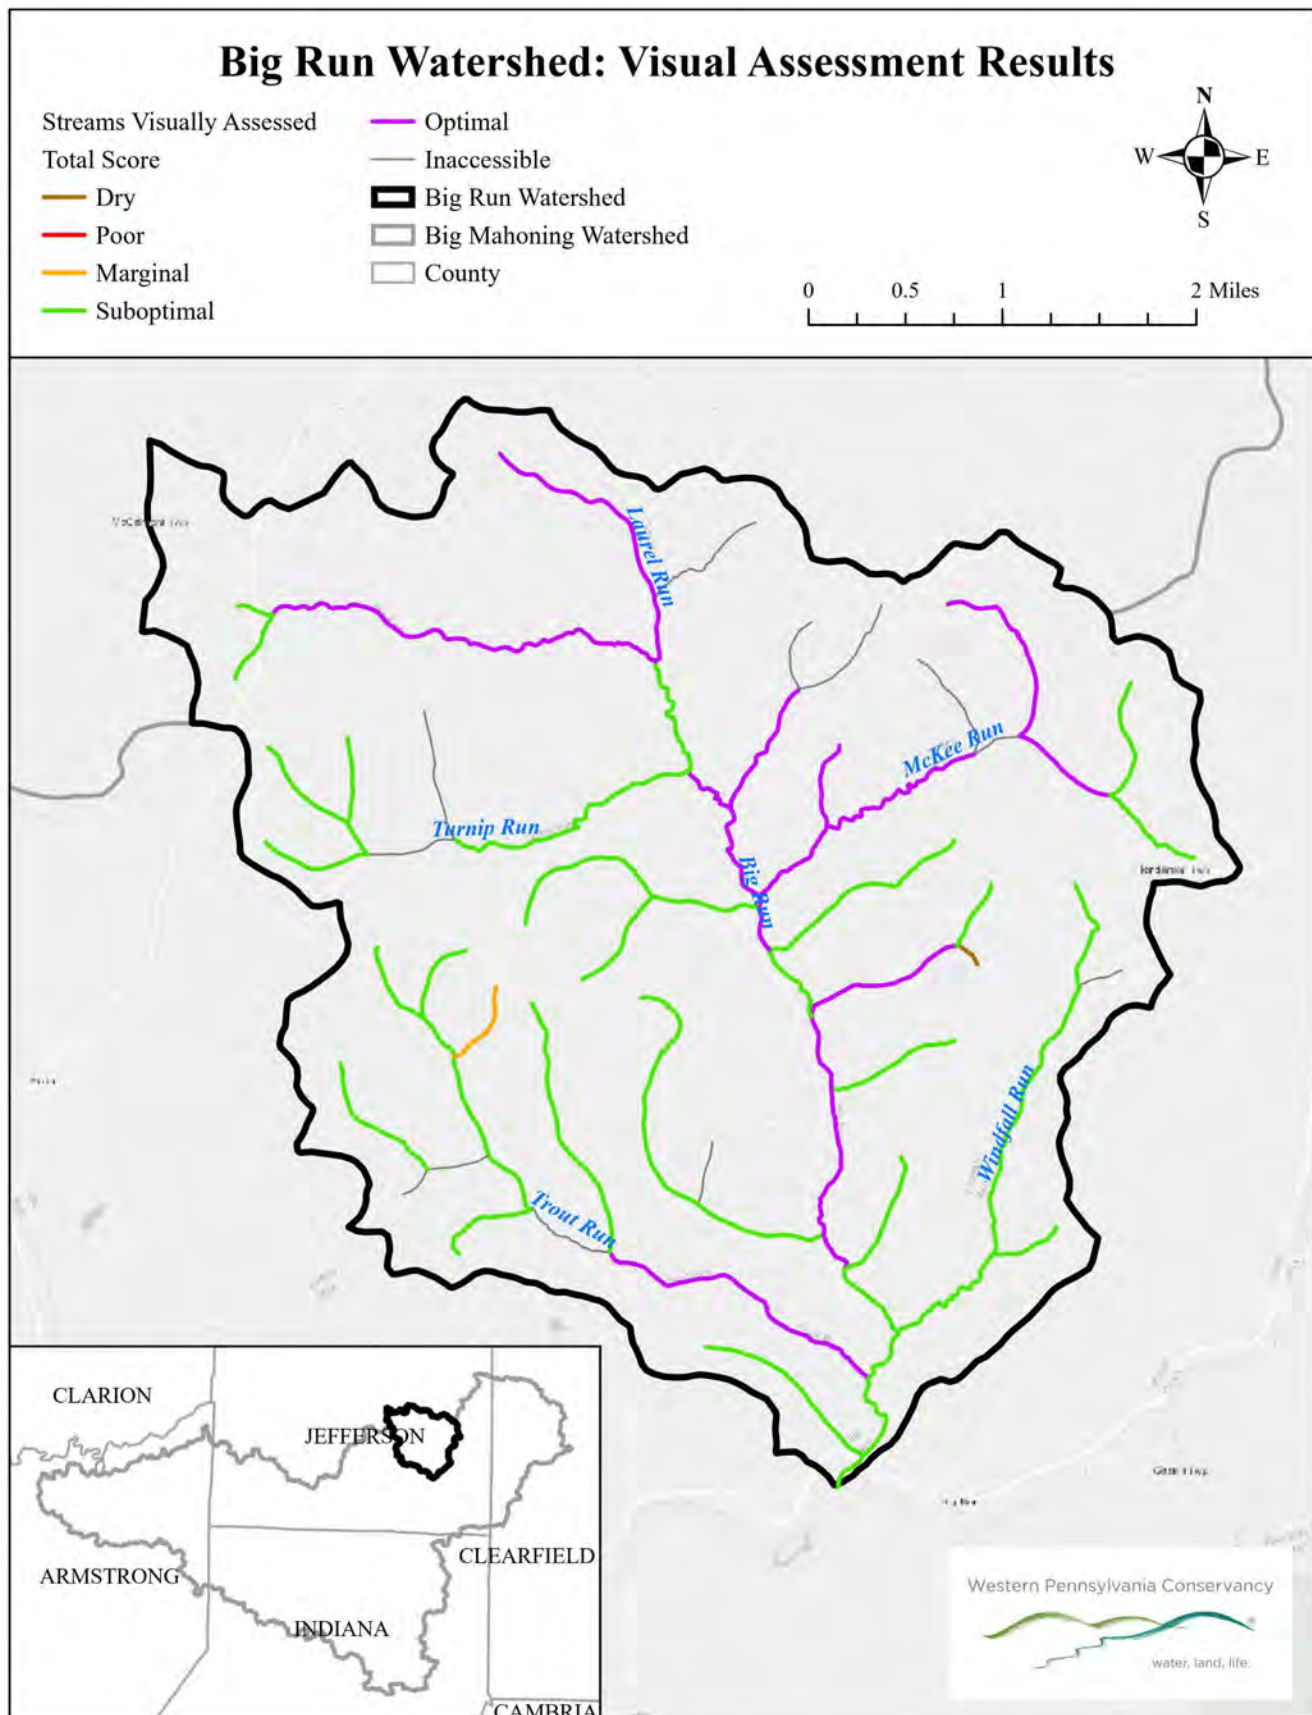 Big Run Watershed: Visual Assessment Results
Streams Visually Assessed
Total Score
Dry
Poor
Marginal
Suboptimal
Optimal
Inaccessible
Big Run Watershed
Big Mahoning Watershed
County
N
W E
S
0 0.5 1 2 Miles
Laurel Run
McKee Run
Turnip Run
Big Run
Windfall Run
Trout Run
CLARION
JEFFERSON
CLEARFIELD
ARMSTRONG
INDIANA
CAMBRIA
Western Pennsylvania Conservancy
water, land, life.